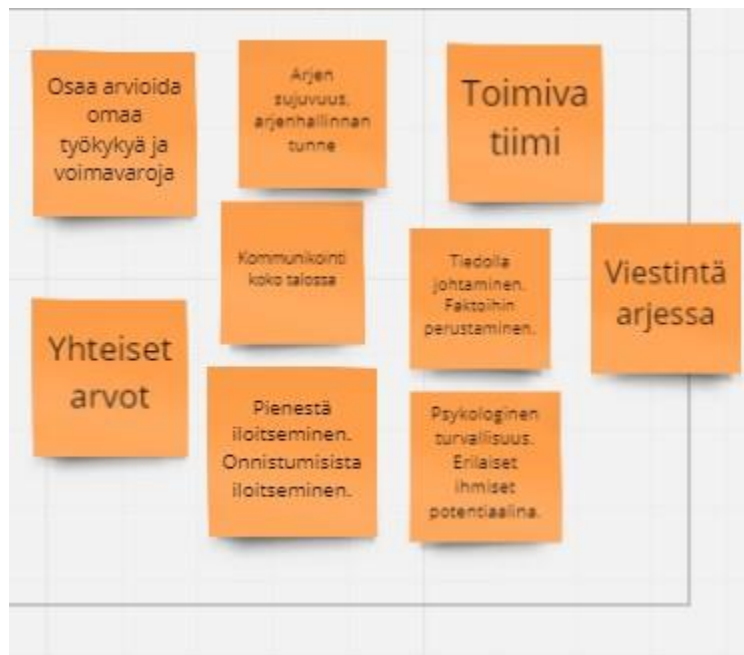 Osaa arvioida
omaa
työkykyä ja
voimavaroja
Arjen
sujuvuus,
arjenhallinnan
tunne
Toimiva
tiimi
Kommunikointi
koko talossa
Tiedolla
johtaminen.
Faktoihin
perustaminen.
Viestintä
arjessa
Yhteiset
arvot
Pienestä
iloitseminen.
Onnistumisista
iloitseminen.
Psykologinen
turvallisuus.
Erilaiset
ihmiset
potentiaalina.